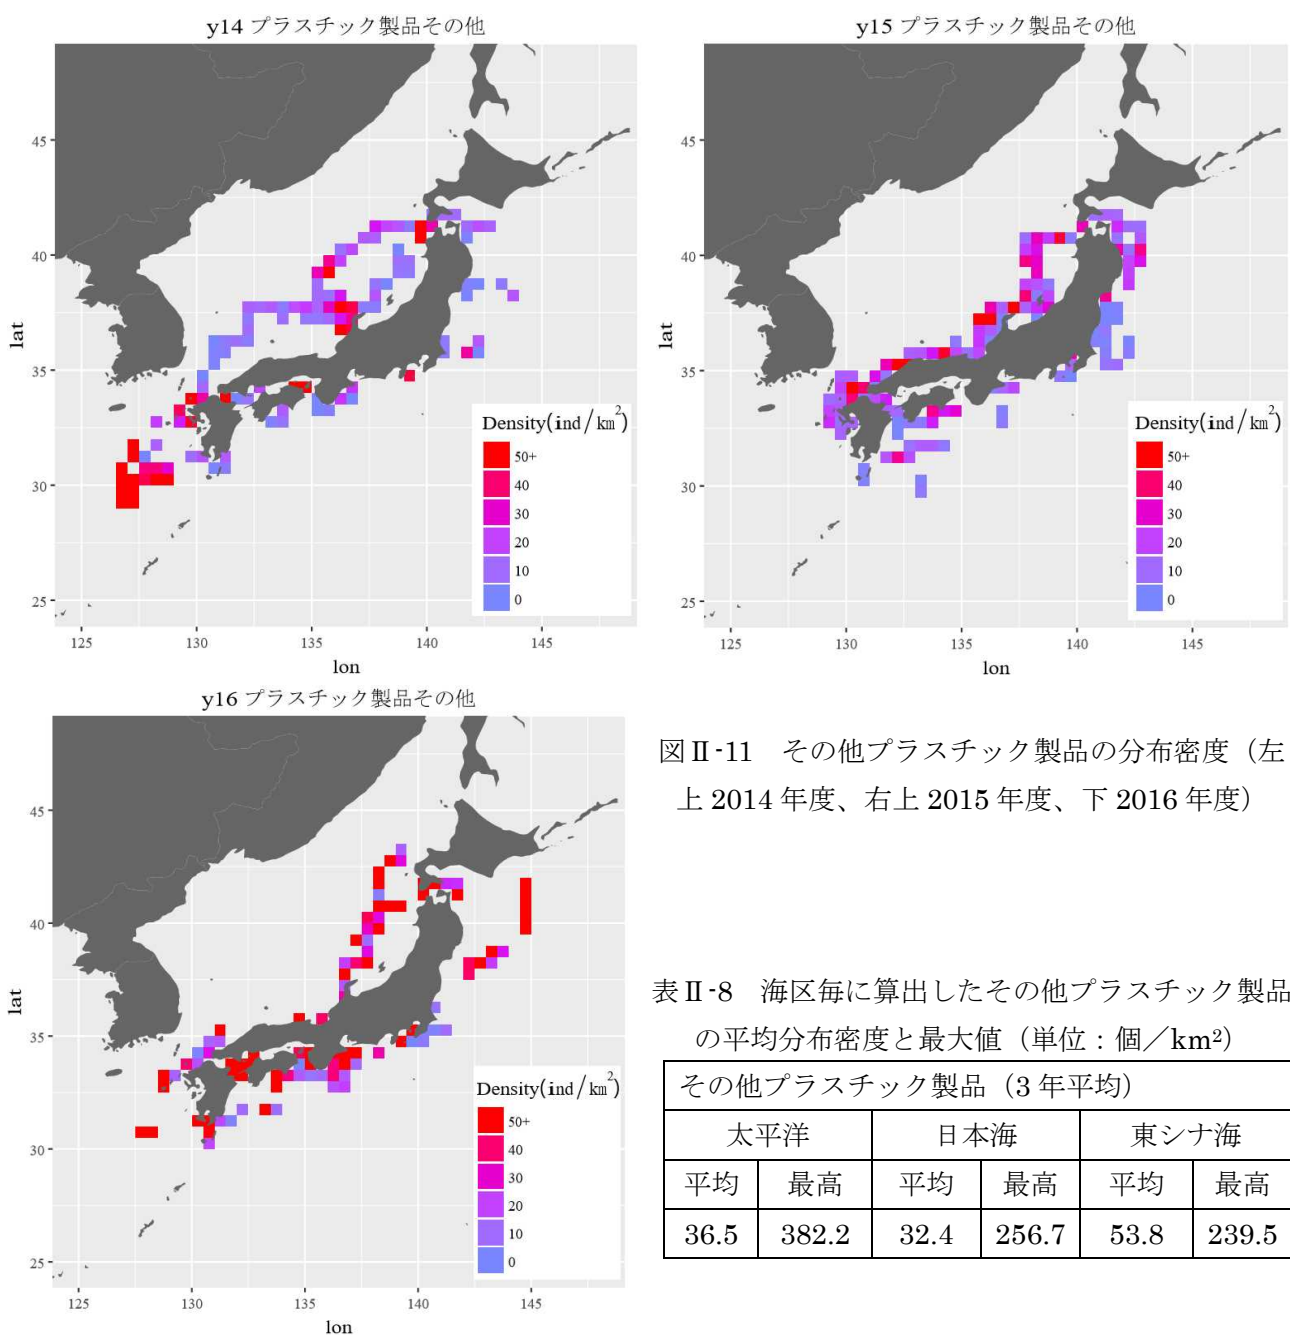 y14 プラスチック製品その他
45
40
35
30
25
lat
125
130
135
140
145
lon
Density(ind/km²)
50+
40
30
20
10
0
y15 プラスチック製品その他
45
40
35
30
25
lat
125
130
135
140
145
lon
Density(ind/km²)
50+
40
30
20
10
0
y16 プラスチック製品その他
45
40
35
30
25
lat
125
130
135
140
145
lon
Density(ind/km²)
50+
40
30
20
10
0
図Ⅱ-11 その他プラスチック製品の分布密度（左
上 2014 年度、右上 2015 年度、下 2016 年度）
表Ⅱ-8 海区毎に算出したその他プラスチック製品
の平均分布密度と最大値（単位：個／km²）
その他プラスチック製品（3 年平均）
太平洋 日本海 東シナ海
平均 最高 平均 最高 平均 最高
36.5 382.2 32.4 256.7 53.8 239.5